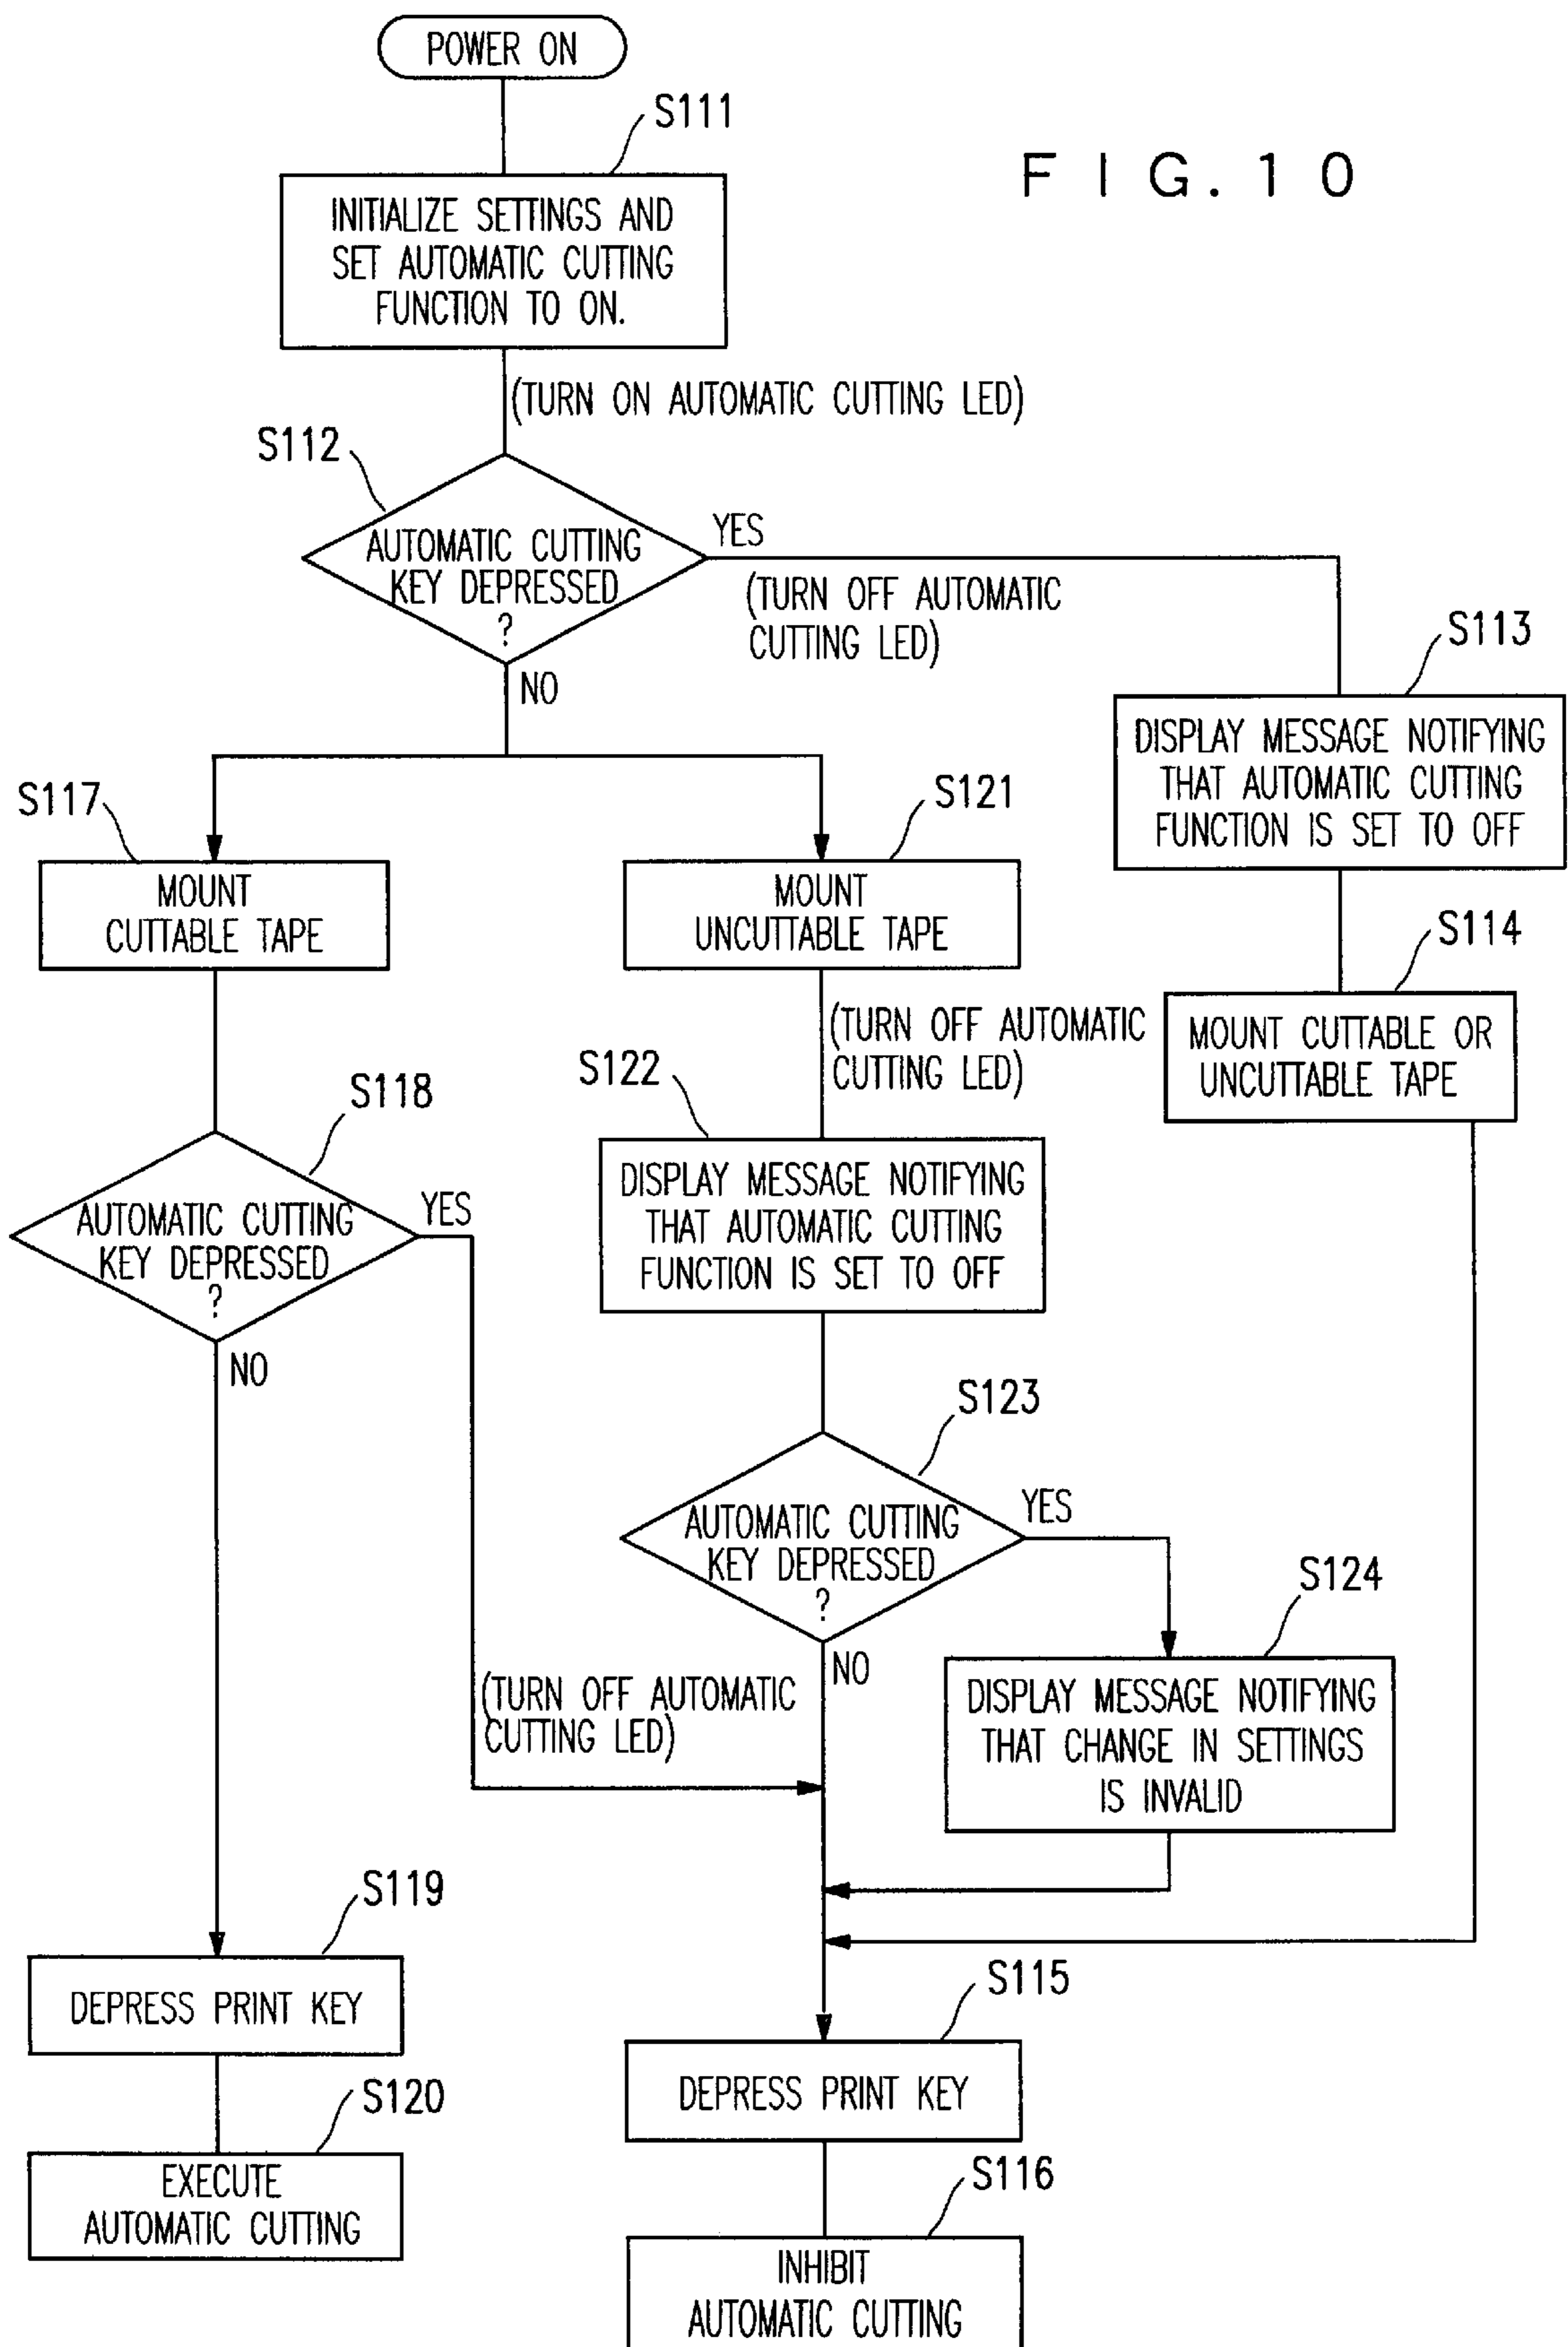 POWER ON
S111
F I G. 1 0
INITIALIZE SETTINGS AND
SET AUTOMATIC CUTTING
FUNCTION TO ON.
(TURN ON AUTOMATIC CUTTING LED)
S112
AUTOMATIC CUTTING
KEY DEPRESSED
?
YES
(TURN OFF AUTOMATIC
CUTTING LED)
NO
S113
DISPLAY MESSAGE NOTIFYING
THAT AUTOMATIC CUTTING
FUNCTION IS SET TO OFF
S117
MOUNT
CUTTABLE TAPE
S121
MOUNT
UNCUTTABLE TAPE
S114
MOUNT CUTTABLE OR
UNCUTTABLE TAPE
(TURN OFF AUTOMATIC
CUTTING LED)
S118
AUTOMATIC CUTTING
KEY DEPRESSED
?
YES
NO
S122
DISPLAY MESSAGE NOTIFYING
THAT AUTOMATIC CUTTING
FUNCTION IS SET TO OFF
S123
AUTOMATIC CUTTING
KEY DEPRESSED
?
YES
NO
S124
DISPLAY MESSAGE NOTIFYING
THAT CHANGE IN SETTINGS
IS INVALID
(TURN OFF AUTOMATIC
CUTTING LED)
S119
DEPRESS PRINT KEY
S120
EXECUTE
AUTOMATIC CUTTING
S115
DEPRESS PRINT KEY
S116
INHIBIT
AUTOMATIC CUTTING